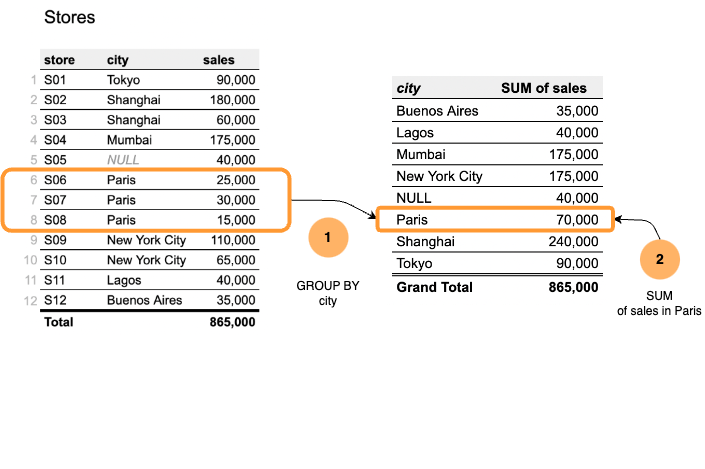 Stores
store city sales
1 S01 Tokyo 90,000
2 S02 Shanghai 180,000
3 S03 Shanghai 60,000
4 S04 Mumbai 175,000
5 S05 NULL 40,000
6 S06 Paris 25,000
7 S07 Paris 30,000
8 S08 Paris 15,000
9 S09 New York City 110,000
10 S10 New York City 65,000
11 S11 Lagos 40,000
12 S12 Buenos Aires 35,000
Total 865,000
1
GROUP BY
city
city SUM of sales
Buenos Aires 35,000
Lagos 40,000
Mumbai 175,000
New York City 175,000
NULL 40,000
Paris 70,000
Shanghai 240,000
Tokyo 90,000
Grand Total 865,000
2
SUM
of sales in Paris